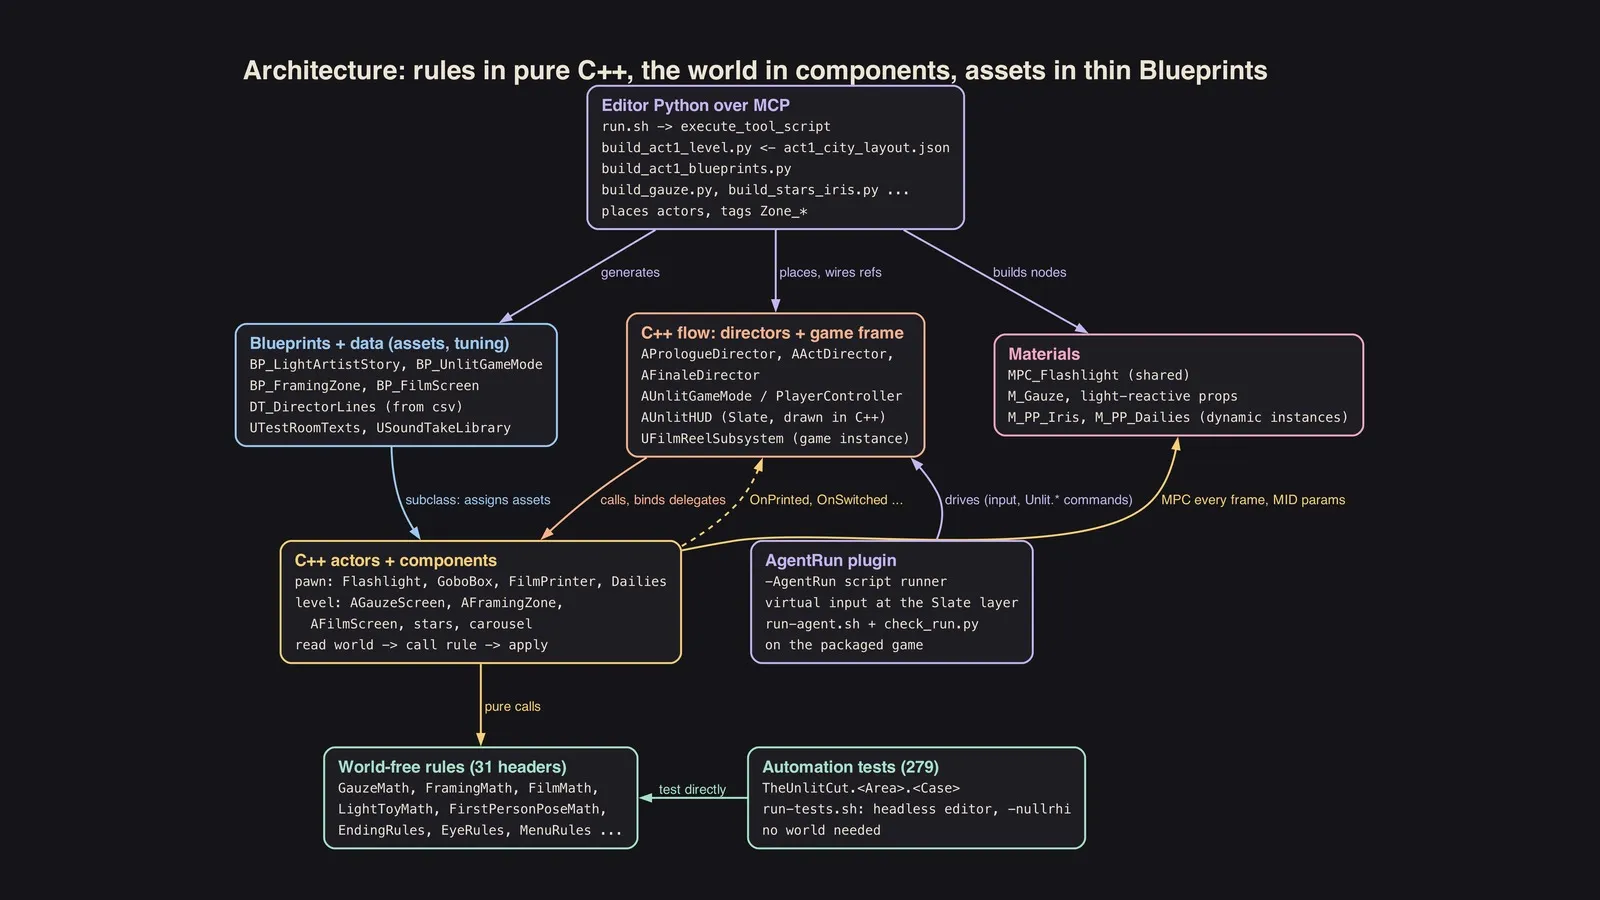 Architecture: rules in pure C++, the world in components, assets in thin Blueprints
Editor Python over MCP
run.sh -> execute_tool_script
build_act1_level.py <- act1_city_layout.json
build_act1_blueprints.py
build_gauze.py, build_stars_iris.py ...
places actors, tags Zone_*
generates
places, wires refs
builds nodes
Blueprints + data (assets, tuning)
BP_LightArtistStory, BP_UnlitGameMode
BP_FramingZone, BP_FilmScreen
DT_DirectorLines (from csv)
UTestRoomTexts, USoundTakeLibrary
C++ flow: directors + game frame
APrologueDirector, AActDirector,
AFinaleDirector
AUnlitGameMode / PlayerController
AUnlitHUD (Slate, drawn in C++)
UFilmReelSubsystem (game instance)
Materials
MPC_Flashlight (shared)
M_Gauze, light-reactive props
M_PP_Iris, M_PP_Dailies (dynamic instances)
subclass: assigns assets
calls, binds delegates
OnPrinted, OnSwitched ...
drives (input, Unlit.* commands)
MPC every frame, MID params
C++ actors + components
pawn: Flashlight, GoboBox, FilmPrinter, Dailies
level: AGauzeScreen, AFramingZone,
AFilmScreen, stars, carousel
read world -> call rule -> apply
AgentRun plugin
-AgentRun script runner
virtual input at the Slate layer
run-agent.sh + check_run.py
on the packaged game
pure calls
World-free rules (31 headers)
GauzeMath, FramingMath, FilmMath,
LightToyMath, FirstPersonPoseMath,
EndingRules, EyeRules, MenuRules ...
test directly
Automation tests (279)
TheUnlitCut.<Area>.<Case>
run-tests.sh: headless editor, -nullrhi
no world needed